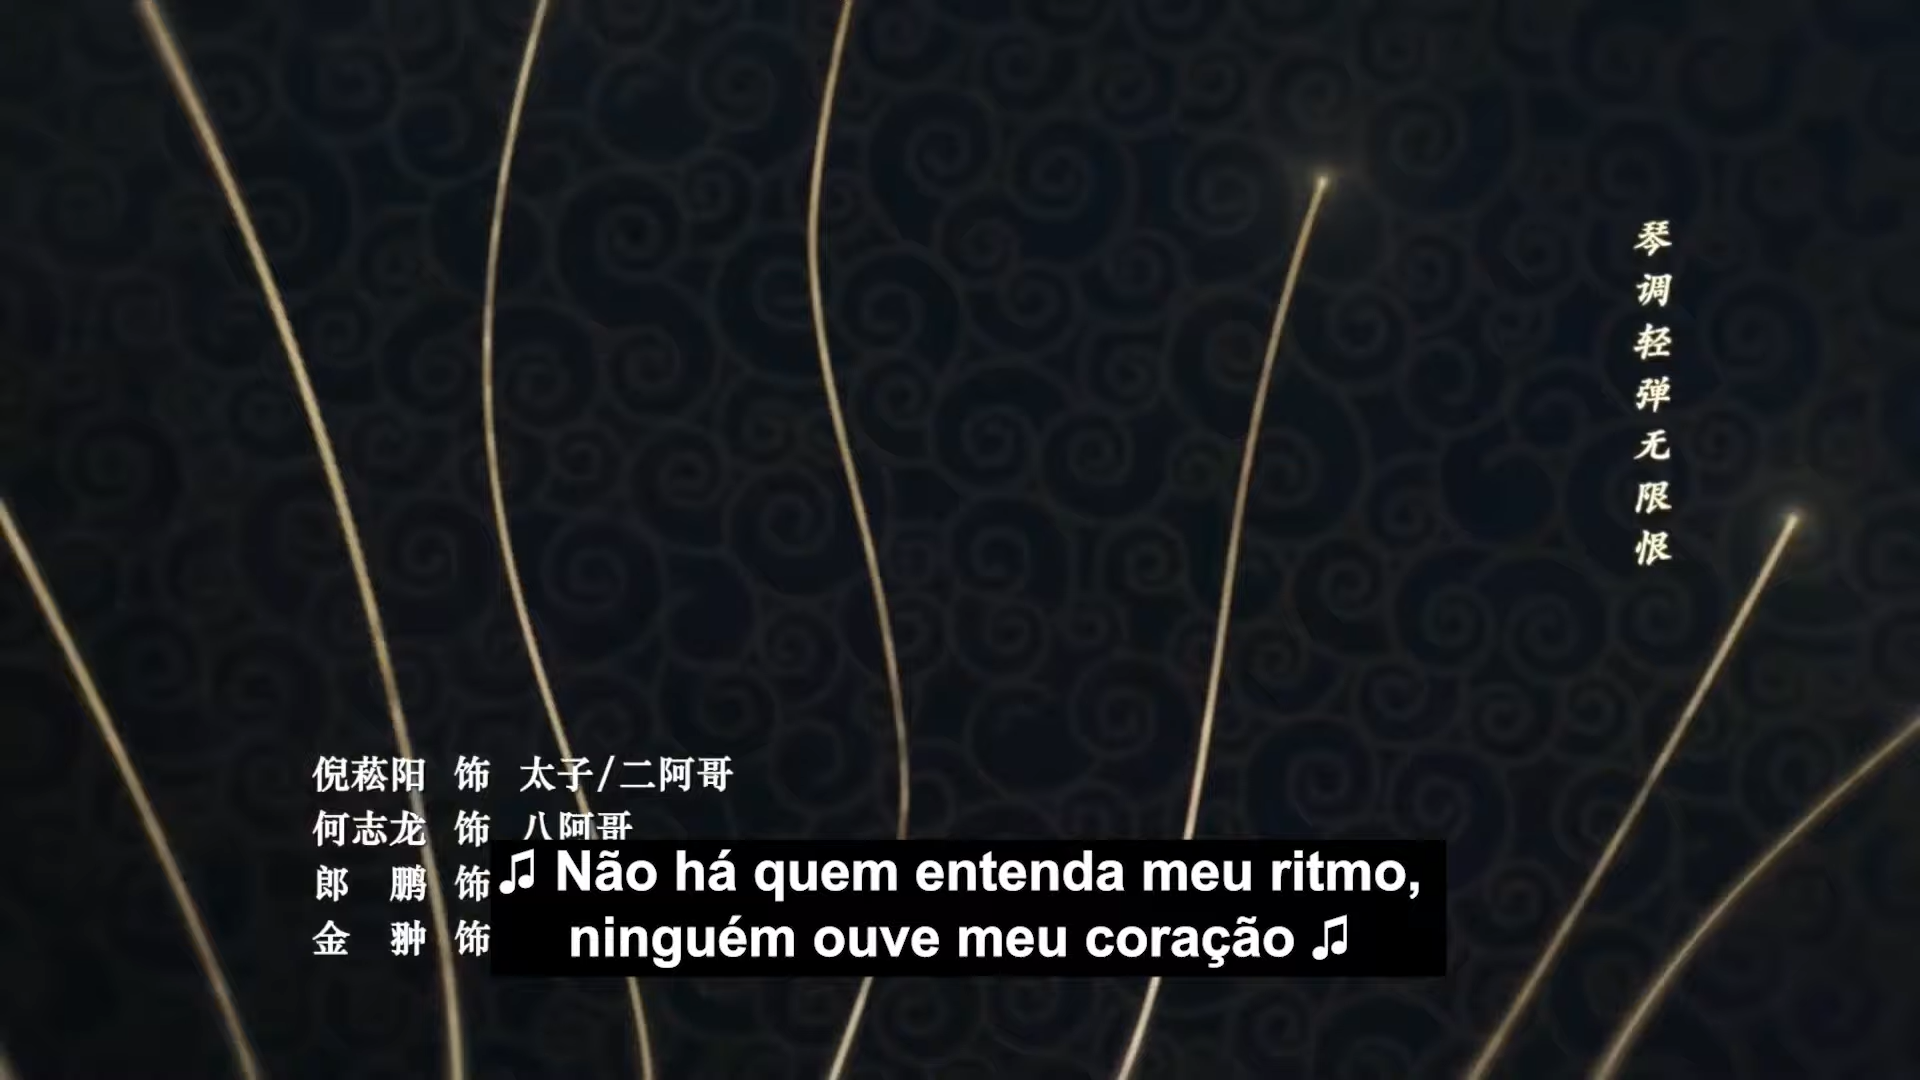 琴调轻弹无限恨
倪菘阳 饰 太子/二阿哥
何志龙 饰 八阿哥
郎 鹏 饰
金 翀 饰
♫ Não há quem entenda meu ritmo,
ninguém ouve meu coração ♫